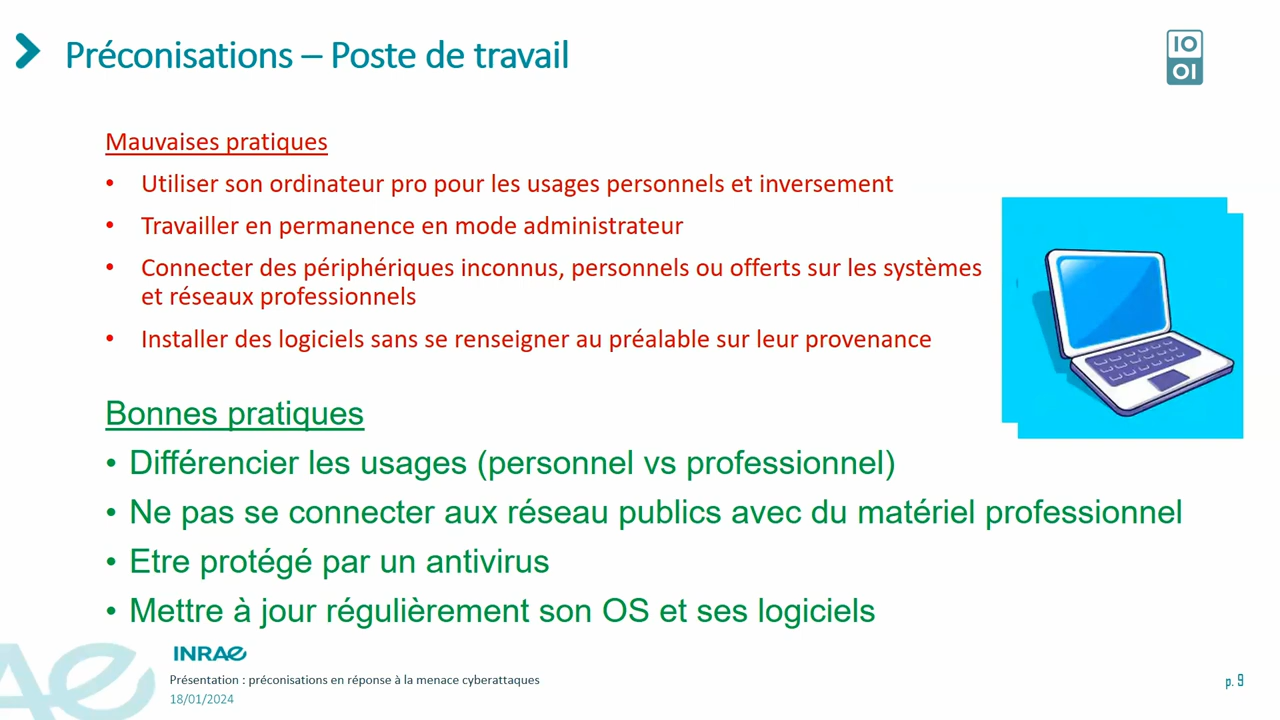 Préconisations – Poste de travail
IO
OI
Mauvaises pratiques
• Utiliser son ordinateur pro pour les usages personnels et inversement
• Travailler en permanence en mode administrateur
• Connecter des périphériques inconnus, personnels ou offerts sur les systèmes
et réseaux professionnels
• Installer des logiciels sans se renseigner au préalable sur leur provenance
Bonnes pratiques
• Différencier les usages (personnel vs professionnel)
• Ne pas se connecter aux réseau publics avec du matériel professionnel
• Etre protégé par un antivirus
• Mettre à jour régulièrement son OS et ses logiciels
INRAE
Présentation : préconisations en réponse à la menace cyberattaques
18/01/2024
p. 9